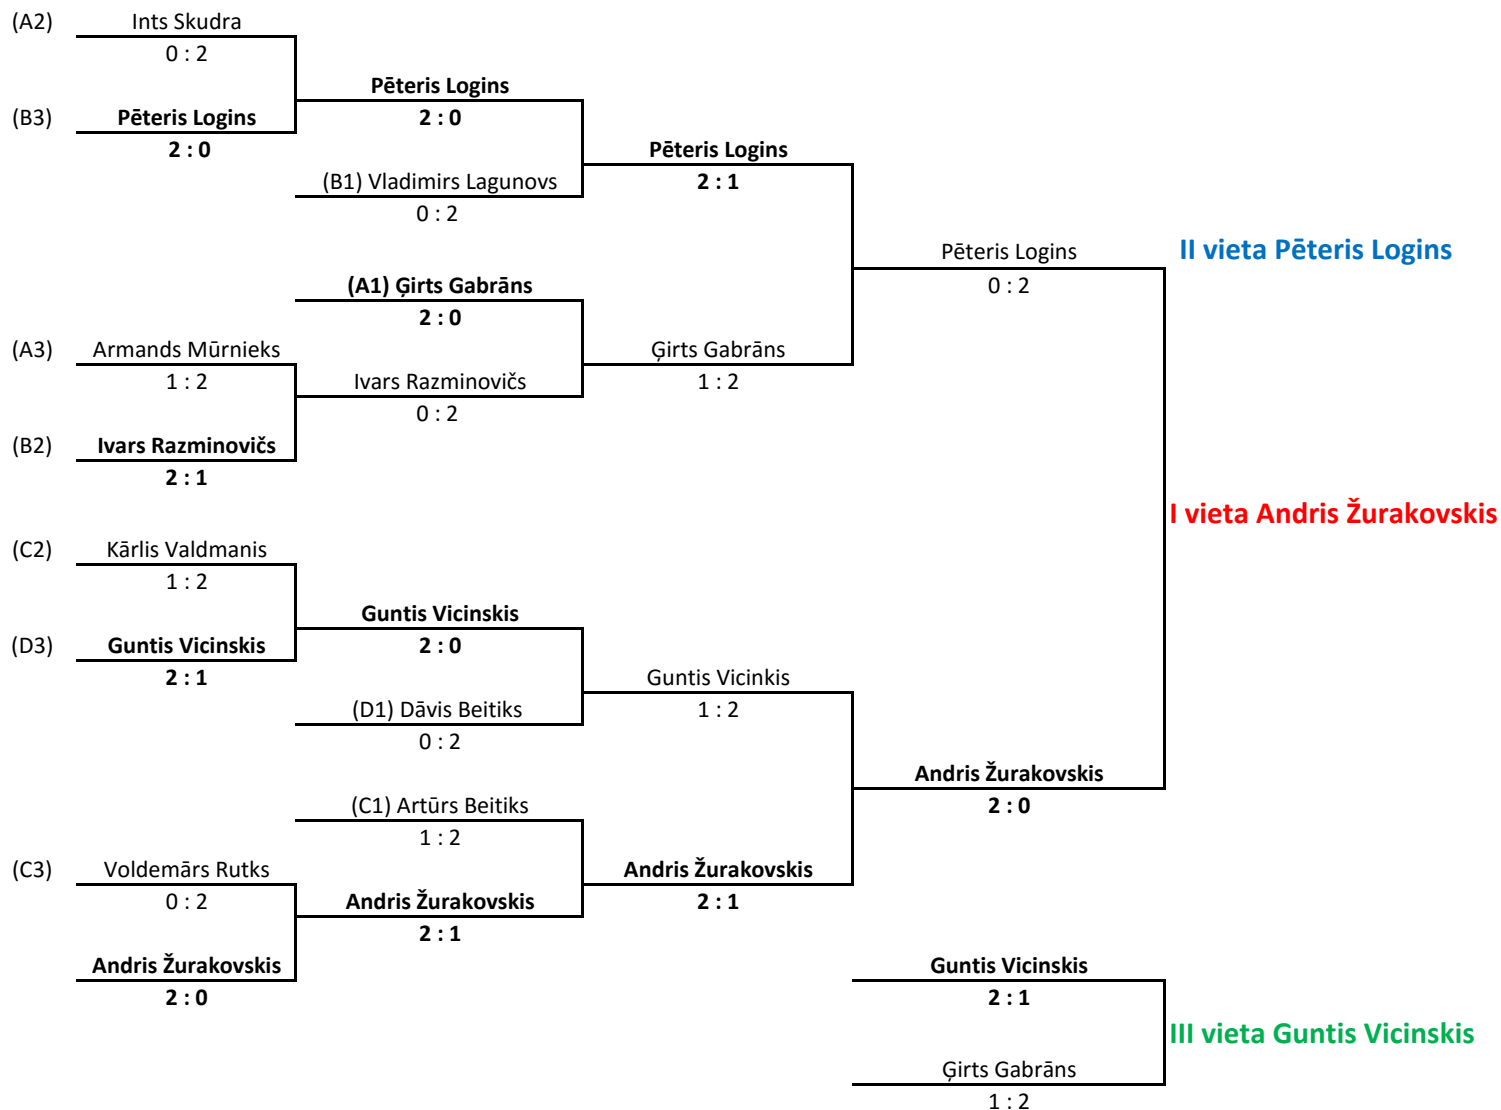 (A2) Ints Skudra
0 : 2
Pēteris Logins
2 : 0
(B3) Pēteris Logins
2 : 0
Pēteris Logins
2 : 1
(B1) Vladimirs Lagunovs
0 : 2
Pēteris Logins
0 : 2
II vieta Pēteris Logins
(A1) Ģirts Gabrāns
2 : 0
(A3) Armands Mūrnieks
1 : 2
Ģirts Gabrāns
1 : 2
Ivars Razminovičs
0 : 2
(B2) Ivars Razminovičs
2 : 1
I vieta Andris Žurakovskis
(C2) Kārlis Valdmanis
1 : 2
Guntis Vicinskis
2 : 0
(D3) Guntis Vicinskis
2 : 1
Guntis Vicinkis
1 : 2
(D1) Dāvis Beitiks
0 : 2
Andris Žurakovskis
2 : 0
(C1) Artūrs Beitiks
1 : 2
(C3) Voldemārs Rutks
0 : 2
Andris Žurakovskis
2 : 1
Andris Žurakovskis
2 : 1
Andris Žurakovskis
2 : 0
Guntis Vicinskis
2 : 1
III vieta Guntis Vicinskis
Ģirts Gabrāns
1 : 2